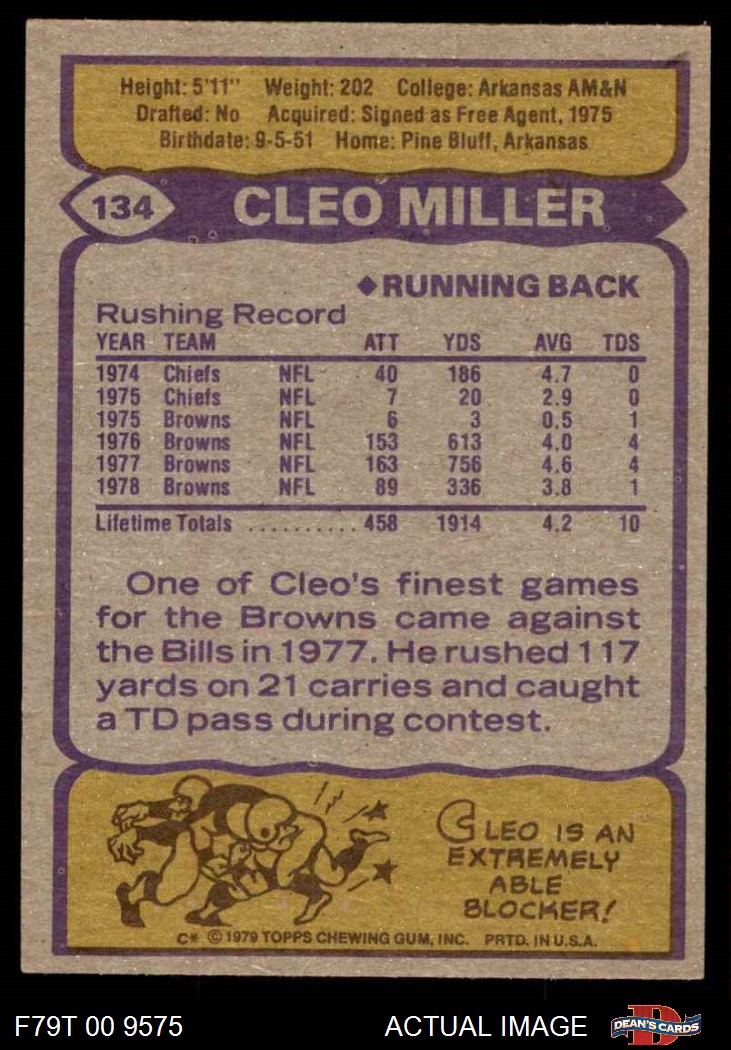 Height: 5'11" Weight: 202 College: Arkansas AM&N
Drafted: No Acquired: Signed as Free Agent, 1975
Birthdate: 9-5-51 Home: Pine Bluff, Arkansas
134 CLEO MILLER
◆RUNNING BACK
Rushing Record
YEAR TEAM ATT YDS AVG TDS
1974 Chiefs NFL 40 186 4.7 0
1975 Chiefs NFL 7 20 2.9 0
1975 Browns NFL 6 3 0.5 1
1976 Browns NFL 153 613 4.0 4
1977 Browns NFL 163 756 4.6 4
1978 Browns NFL 89 336 3.8 1
Lifetime Totals .......... 458 1914 4.2 10
One of Cleo's finest games
for the Browns came against
the Bills in 1977. He rushed 117
yards on 21 carries and caught
a TD pass during contest.
CLEO IS AN
EXTREMELY
ABLE
BLOCKER!
C* © 1979 TOPPS CHEWING GUM, INC. PRTD. IN U.S.A.
F79T 00 9575 ACTUAL IMAGE D DEAN'S CARDS